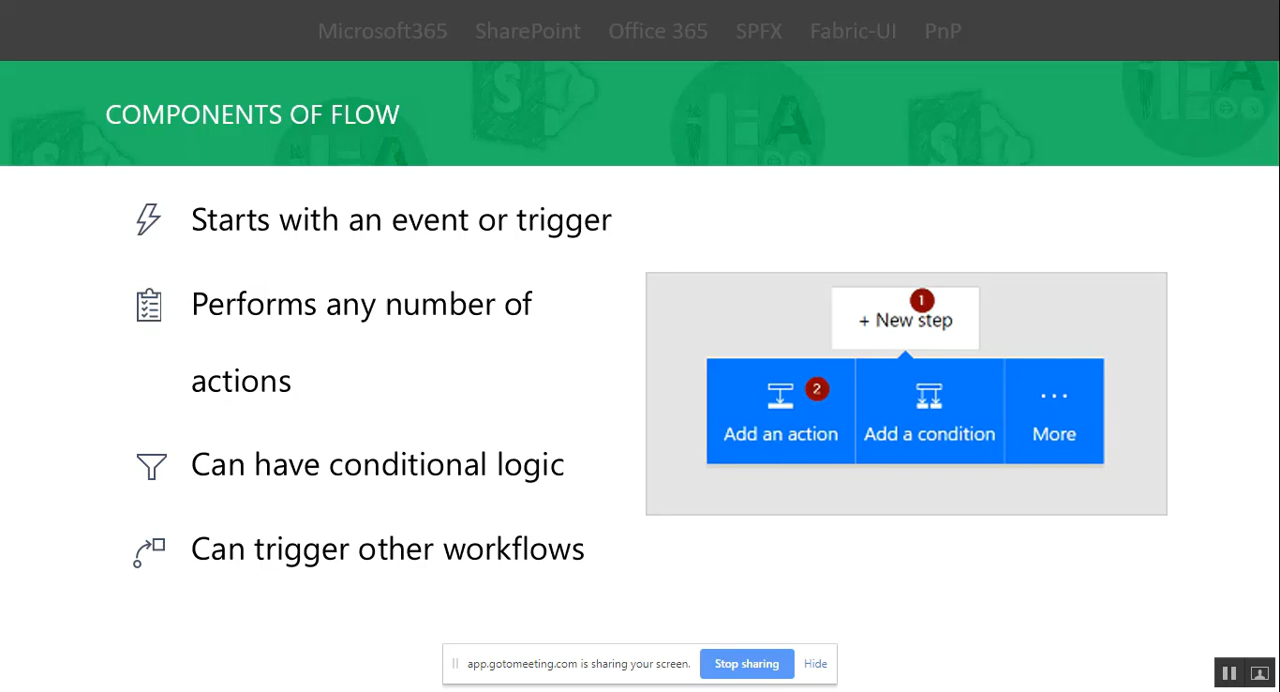 Microsoft365 SharePoint Office 365 SPFX Fabric-UI PnP
COMPONENTS OF FLOW
Starts with an event or trigger
Performs any number of
actions
Can have conditional logic
Can trigger other workflows
1
+ New step
2
Add an action Add a condition More
app.gotomeeting.com is sharing your screen. Stop sharing Hide